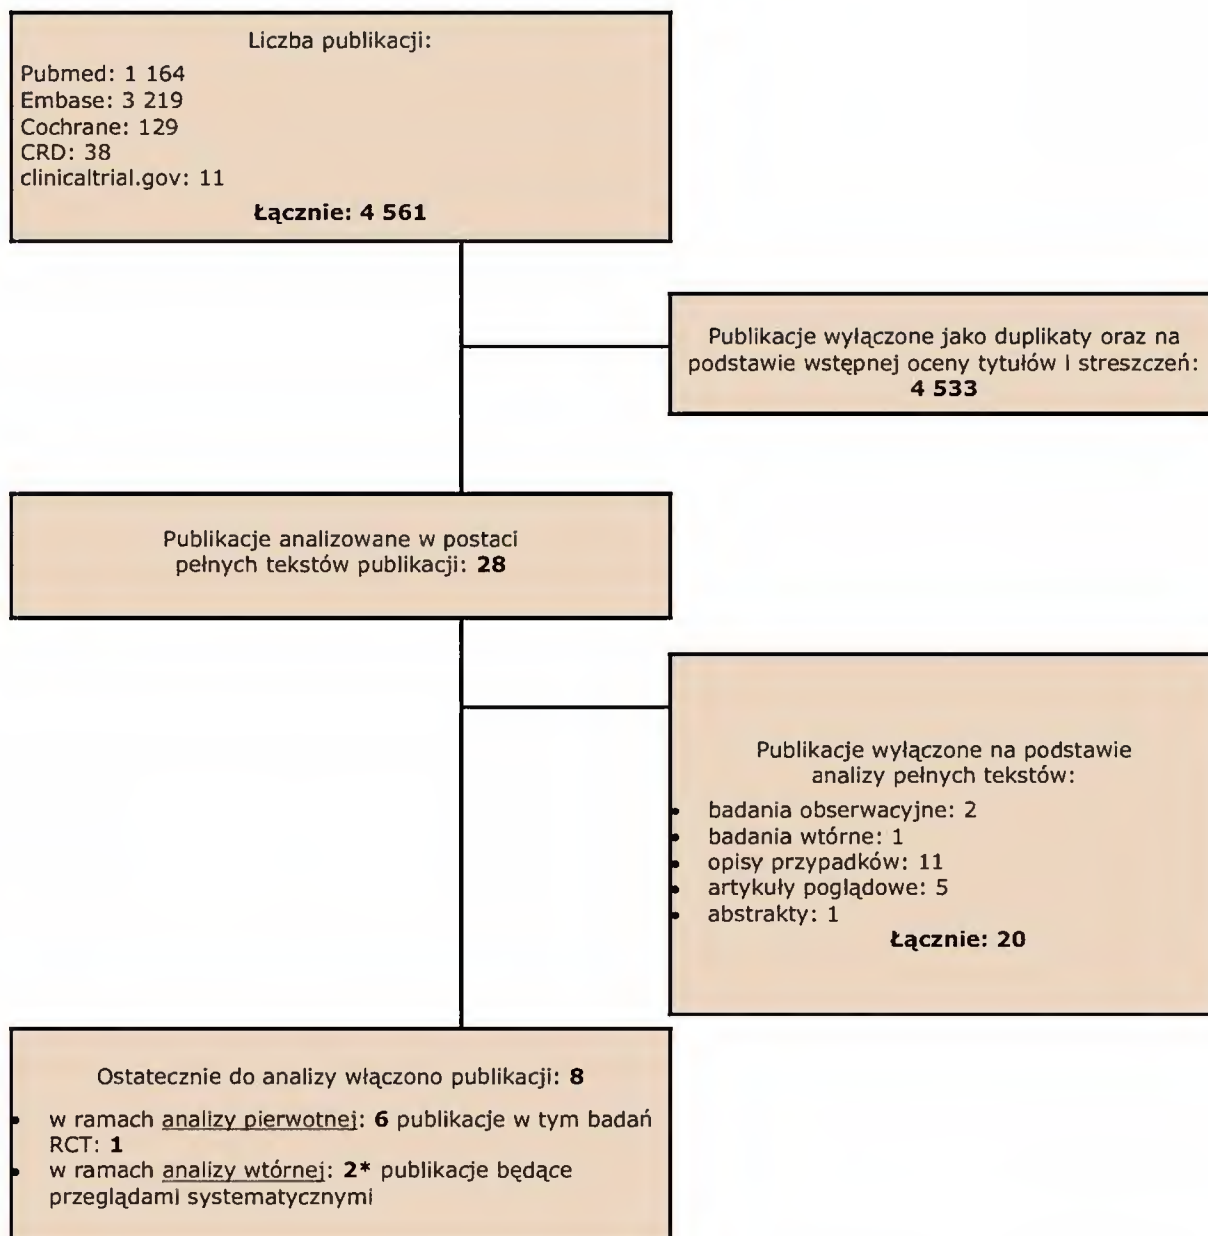 Liczba publikacji:
Pubmed: 1 164
Embase: 3 219
Cochrane: 129
CRD: 38
clinicaltrial.gov: 11
Łącznie: 4 561
Publikacje wyłączone jako duplikaty oraz na
podstawie wstępnej oceny tytułów i streszczeń:
4 533
Publikacje analizowane w postaci
pełnych tekstów publikacji: 28
Publikacje wyłączone na podstawie
analizy pełnych tekstów:
• badania obserwacyjne: 2
• badania wtórne: 1
• opisy przypadków: 11
• artykuły poglądowe: 5
• abstrakty: 1
Łącznie: 20
Ostatecznie do analizy włączono publikacji: 8
• w ramach analizy pierwotnej: 6 publikacje w tym badań
RCT: 1
• w ramach analizy wtórnej: 2* publikacje będące
przeglądami systematycznymi